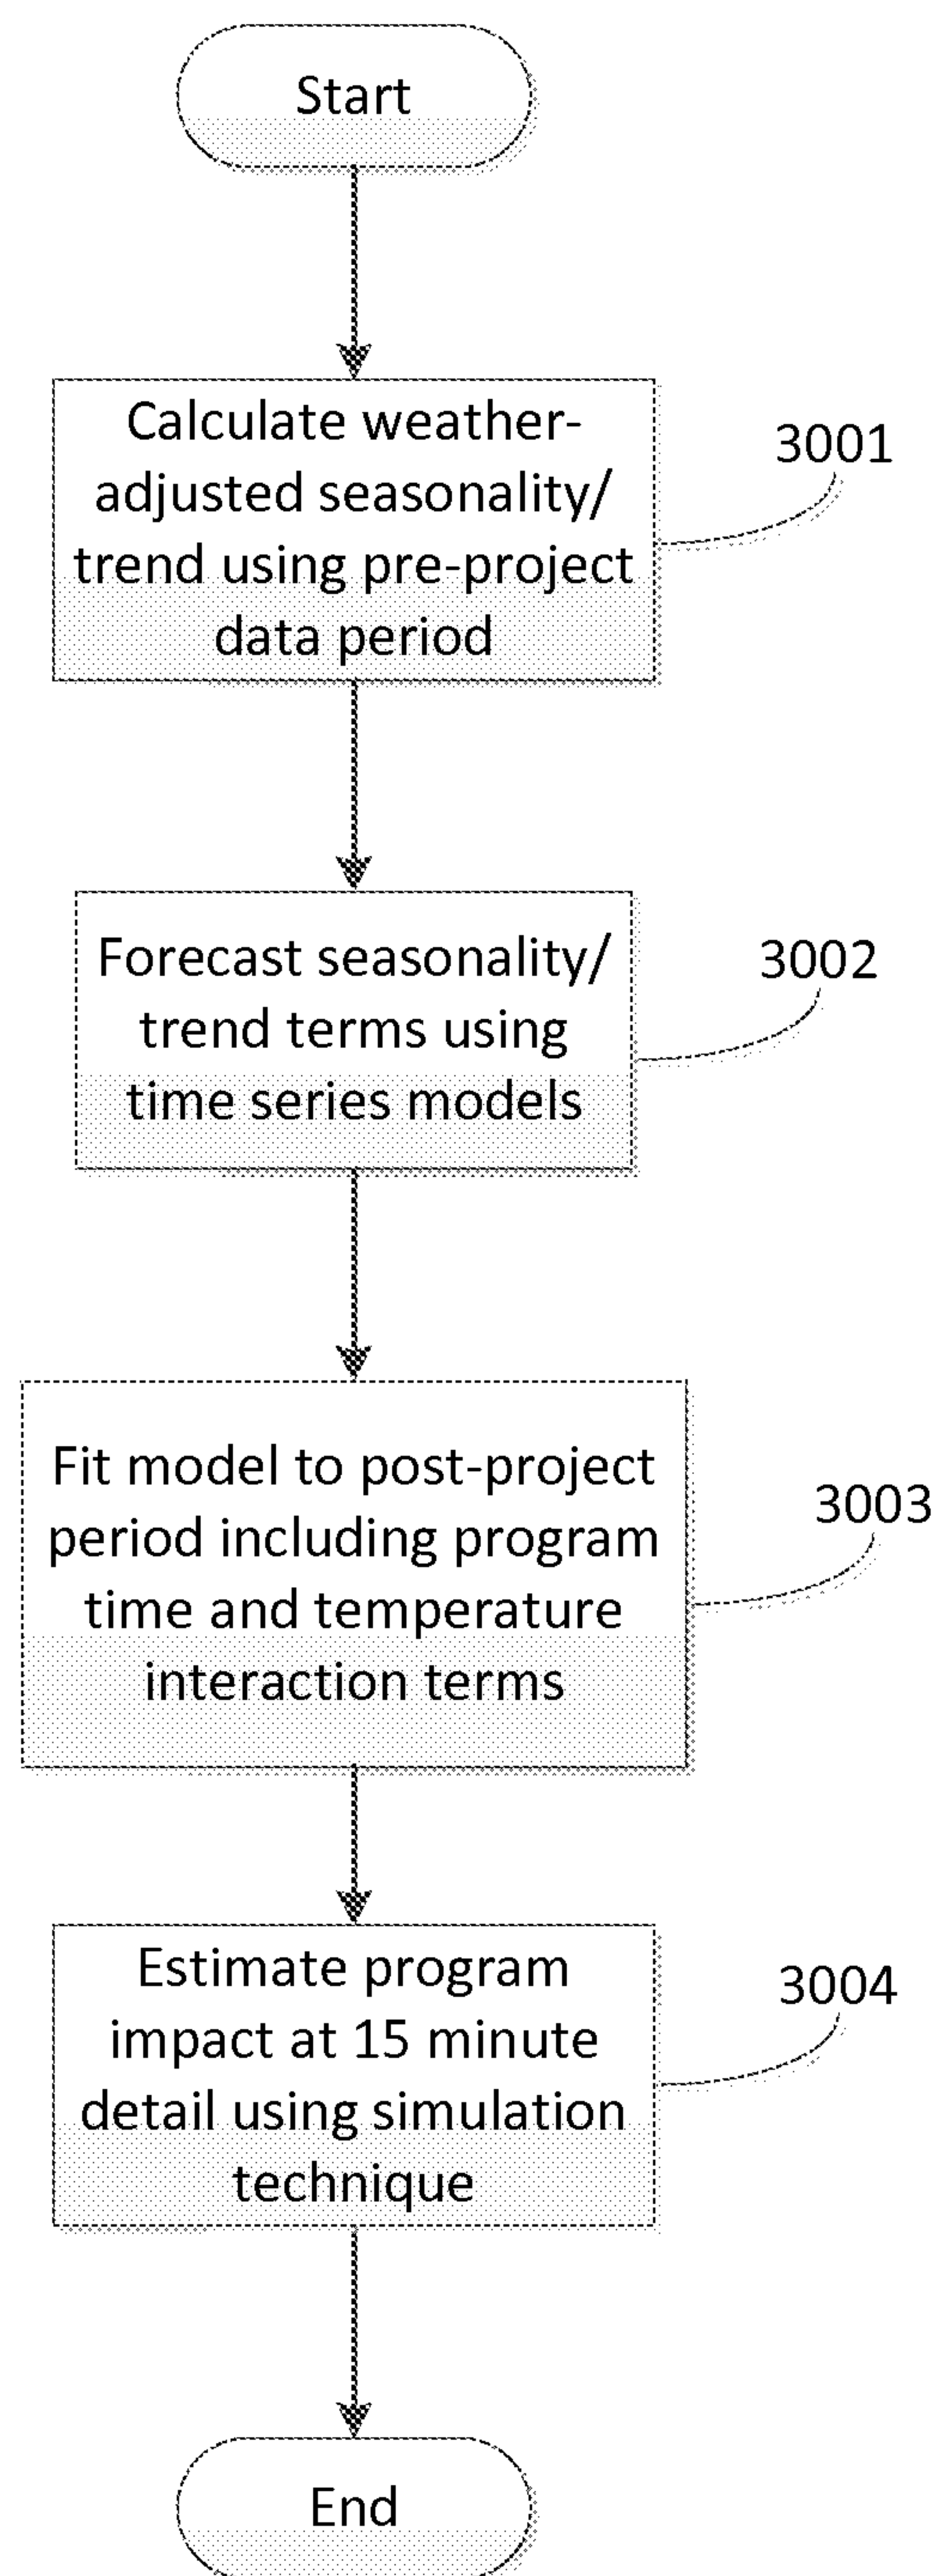 Start
Calculate weather-
adjusted seasonality/
trend using pre-project
data period
3001
Forecast seasonality/
trend terms using
time series models
3002
Fit model to post-project
period including program
time and temperature
interaction terms
3003
Estimate program
impact at 15 minute
detail using simulation
technique
3004
End